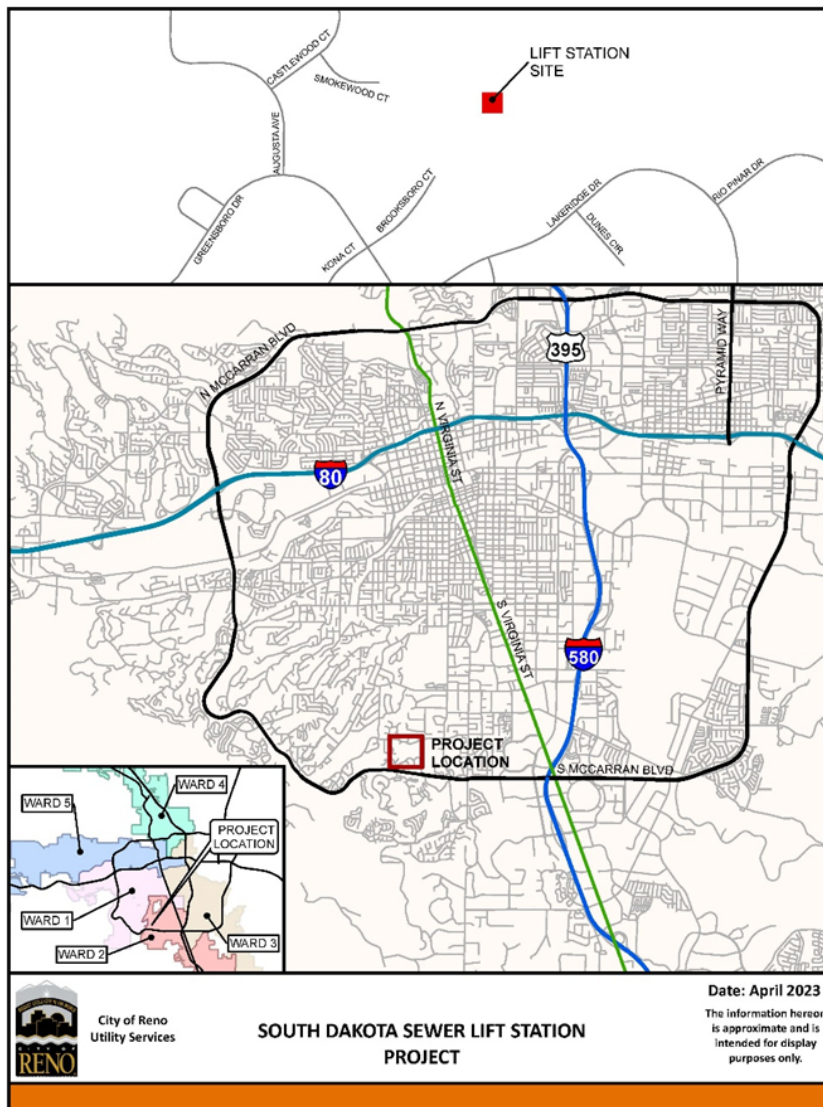 LIFT STATION
SITE
CASTLEWOOD CT
SMOKEWOOD CT
AUGUSTA AVE
GREENSBORO DR
KONA CT
BROOKSBORO CT
LAKERIDGE DR
DUNES CIR
RIO PINAR DR
N MCCARRAN BLVD
395
PYRAMID WAY
N VIRGINIA ST
80
S VIRGINIA ST
580
PROJECT
LOCATION
S MCCARRAN BLVD
WARD 4
WARD 5
PROJECT
LOCATION
WARD 1
WARD 3
WARD 2
CITY OF
RENO
City of Reno
Utility Services
SOUTH DAKOTA SEWER LIFT STATION
PROJECT
Date: April 2023
The information hereon
is approximate and is
intended for display
purposes only.